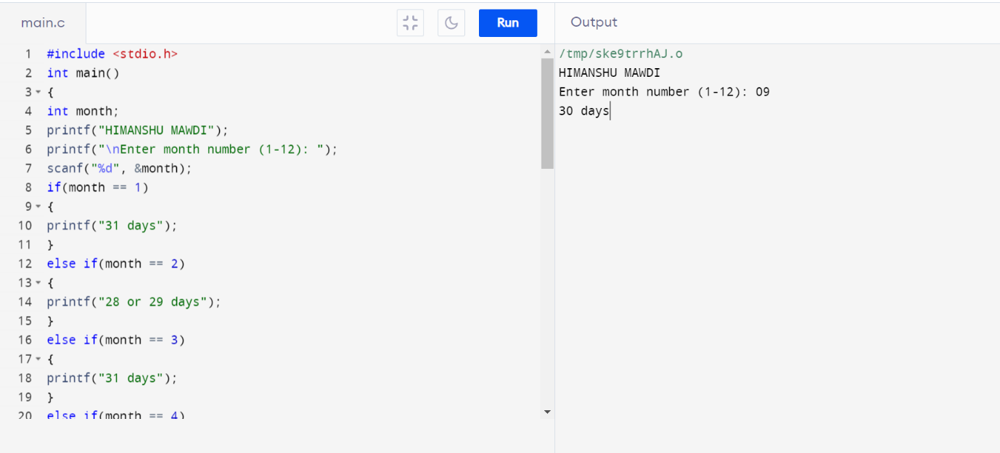 main.c
Run
1 #include <stdio.h>
2 int main()
3 {
4 int month;
5 printf("HIMANSHU MAWDI");
6 printf("\nEnter month number (1-12): ");
7 scanf("%d", &month);
8 if(month == 1)
9 {
10 printf("31 days");
11 }
12 else if(month == 2)
13 {
14 printf("28 or 29 days");
15 }
16 else if(month == 3)
17 {
18 printf("31 days");
19 }
20 else if(month == 4)
Output
/tmp/ske9trrhAJ.o
HIMANSHU MAWDI
Enter month number (1-12): 09
30 days